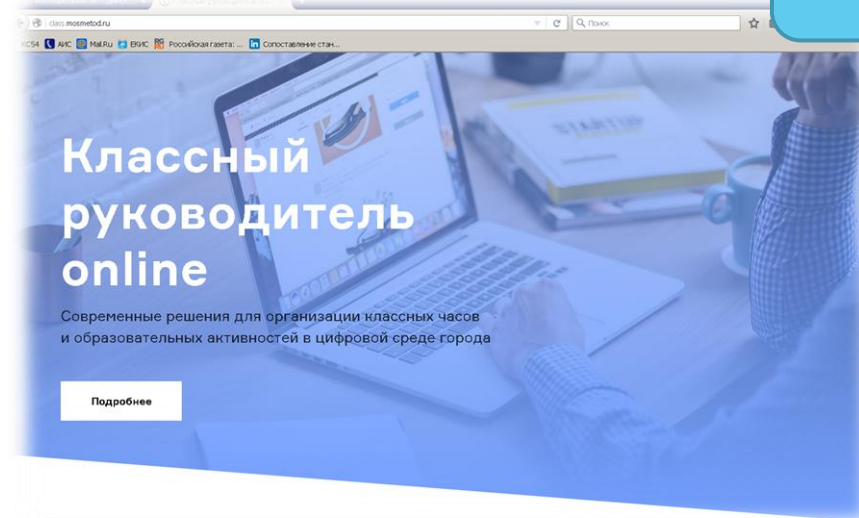 class.mosmetod.ru
Поиск
КС54 АИС Mail.Ru ЕКИС Российская газета: ... Сопоставление стан...
STARTUP
Классный
руководитель
online
Современные решения для организации классных часов
и образовательных активностей в цифровой среде города
Подробнее